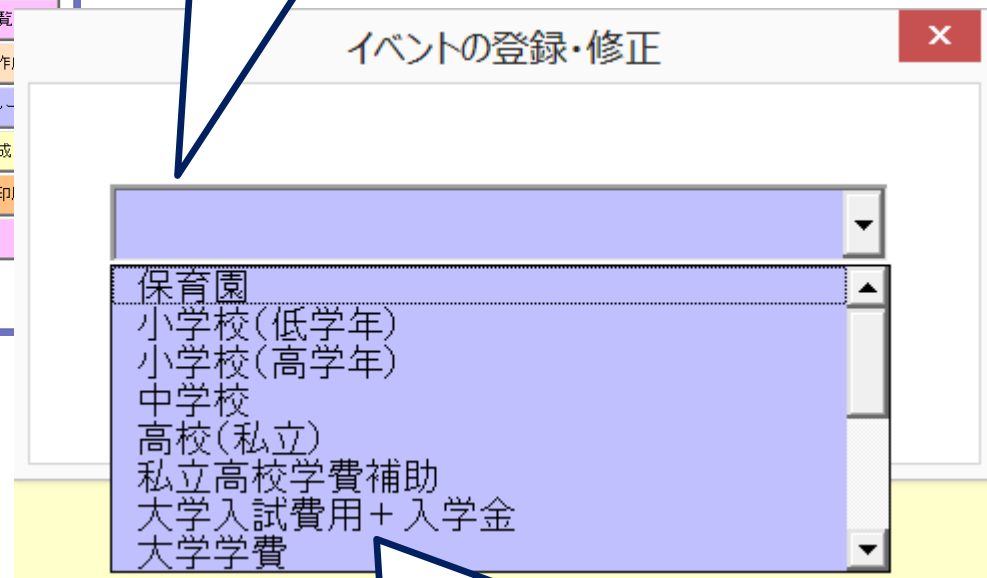 覧
イベントの登録・修正
成
保育園
小学校(低学年)
小学校(高学年)
中学校
高校(私立)
私立高校学費補助
大学入試費用+入学金
大学学費